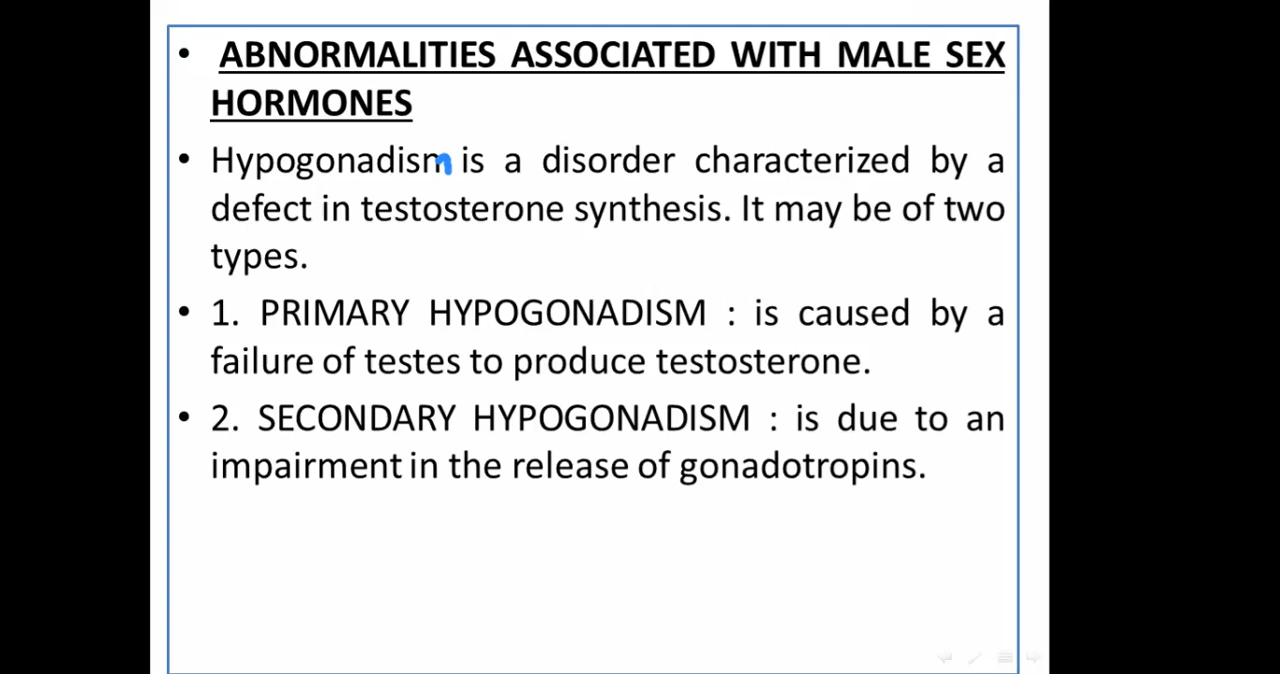 • ABNORMALITIES ASSOCIATED WITH MALE SEX
HORMONES
• Hypogonadism is a disorder characterized by a
defect in testosterone synthesis. It may be of two
types.
• 1. PRIMARY HYPOGONADISM : is caused by a
failure of testes to produce testosterone.
• 2. SECONDARY HYPOGONADISM : is due to an
impairment in the release of gonadotropins.